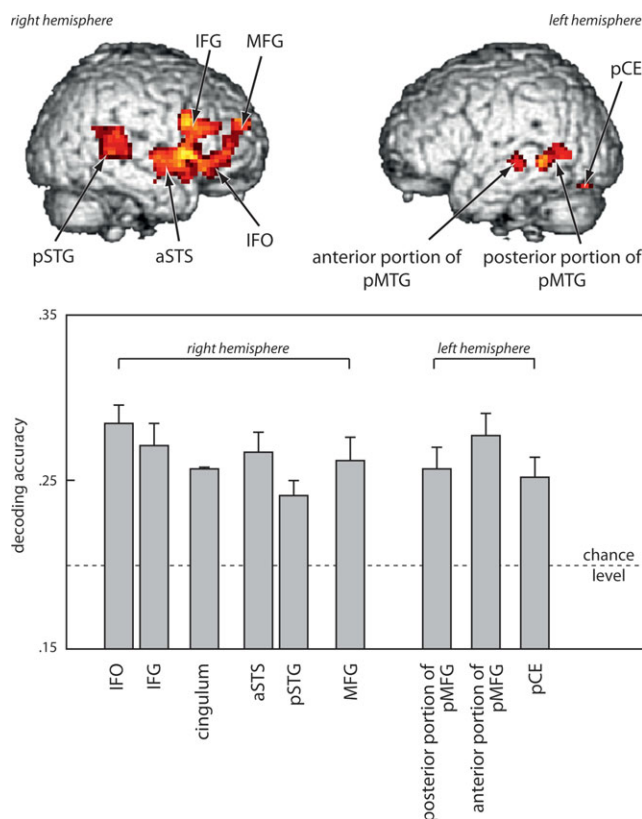 right hemisphere
left hemisphere
IFG
MFG
pCE
pSTG
aSTS
IFO
anterior portion of
pMTG
posterior portion of
pMTG
.35
right hemisphere
left hemisphere
decoding accuracy
.25
chance
level
.15
IFO
IFG
cingulum
aSTS
pSTG
MFG
posterior portion of
pMFG
anterior portion of
pMFG
pCE